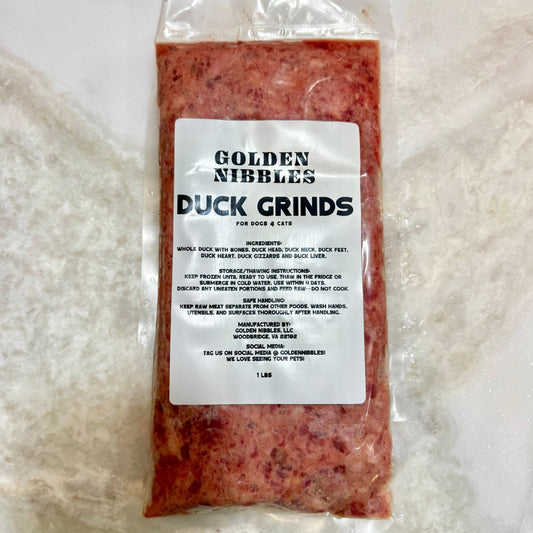 GOLDEN
NIBBLES
DUCK GRINDS
FOR DOGS & CATS
INGREDIENTS:
WHOLE DUCK WITH BONES, DUCK HEAD, DUCK NECK, DUCK FEET,
DUCK HEART, DUCK GIZZARDS AND DUCK LIVER.
STORAGE/THAWING INSTRUCTIONS:
KEEP FROZEN UNTIL READY TO USE. THAW IN THE FRIDGE OR
SUBMERGE IN COLD WATER. USE WITHIN 4 DAYS.
DISCARD ANY UNEATEN PORTIONS AND FEED RAW—DO NOT COOK.
SAFE HANDLING:
KEEP RAW MEAT SEPARATE FROM OTHER FOODS. WASH HANDS,
UTENSILS, AND SURFACES THOROUGHLY AFTER HANDLING.
MANUFACTURED BY:
GOLDEN NIBBLES, LLC
WOODBRIDGE, VA 22192
SOCIAL MEDIA:
TAG US ON SOCIAL MEDIA @ GOLDENNIBBLES!
WE LOVE SEEING YOUR PETS!
1 LBS